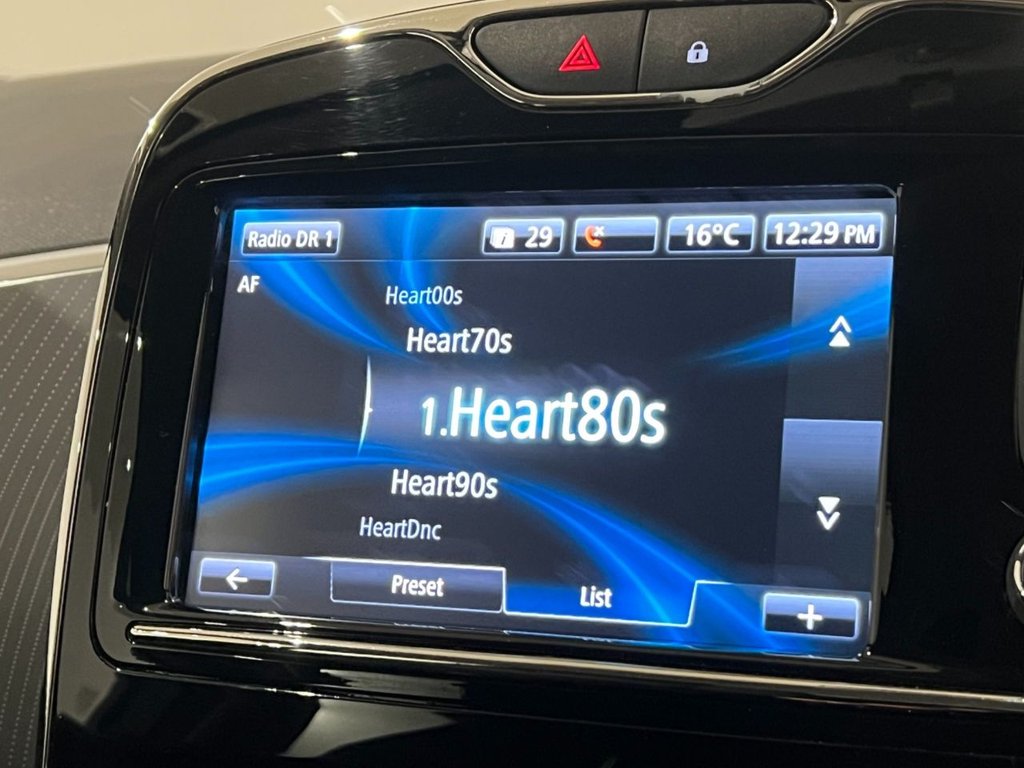 Radio DR 1
29
16°C
12:29 PM
AF
Heart00s
Heart70s
1.Heart80s
Heart90s
HeartDnc
Preset
List
+